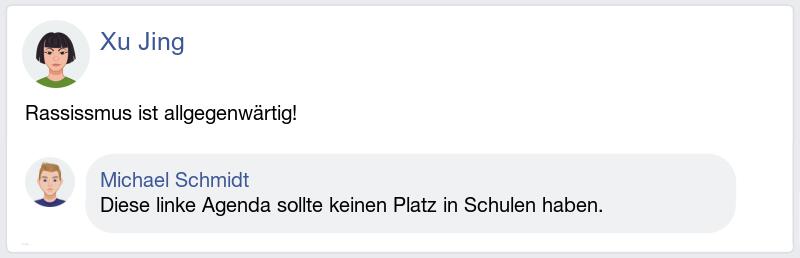 Xu Jing
Rassissmus ist allgegenwärtig!
Michael Schmidt
Diese linke Agenda sollte keinen Platz in Schulen haben.